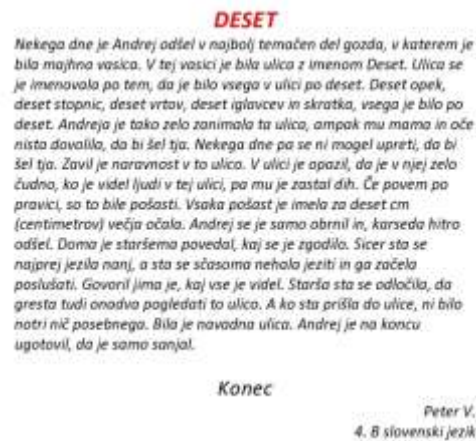 DESET
Nekega dne je Andrej odšel v najbolj temačen del gozda, v katerem je
bila majhna vasica. V tej vasici je bila ulica z imenom Deset. Ulica se
je imenovala po tem, da je bilo vsega v ulici po deset. Deset opek,
deset stopnic, deset vrtov, deset iglavcev in skratka, vsega je bilo po
deset. Andreja je tako zelo zanimala ta ulica, ampak mu mama in oče
nista dovolila, da bi šel tja. Nekega dne pa se ni mogel upreti, da bi
šel tja. Zavil je naravnost v to ulico. V ulici je opazil, da je v njej zelo
čudno, ko je videl ljudi v tej ulici, pa mu je zastal dih. Če povem po
pravici, so to bile pošasti. Vsaka pošast je imela za deset cm
(centimetrov) večja očala. Andrej se je samo obrnil in, karseda hitro
odšel. Doma je staršema povedal, kaj se je zgodilo. Sicer sta se
najprej jezila nanj, a sta se sčasoma nehala jeziti in ga začela
poslušati. Govoril jima je, kaj vse je videl. Starša sta se odločila, da
gresta tudi onadva pogledati to ulico. A ko sta prišla do ulice, ni bilo
notri nič posebnega. Bila je navadna ulica. Andrej je na koncu
ugotovil, da je samo sanjal.
Konec
Peter V.
4. B slovenski jezik